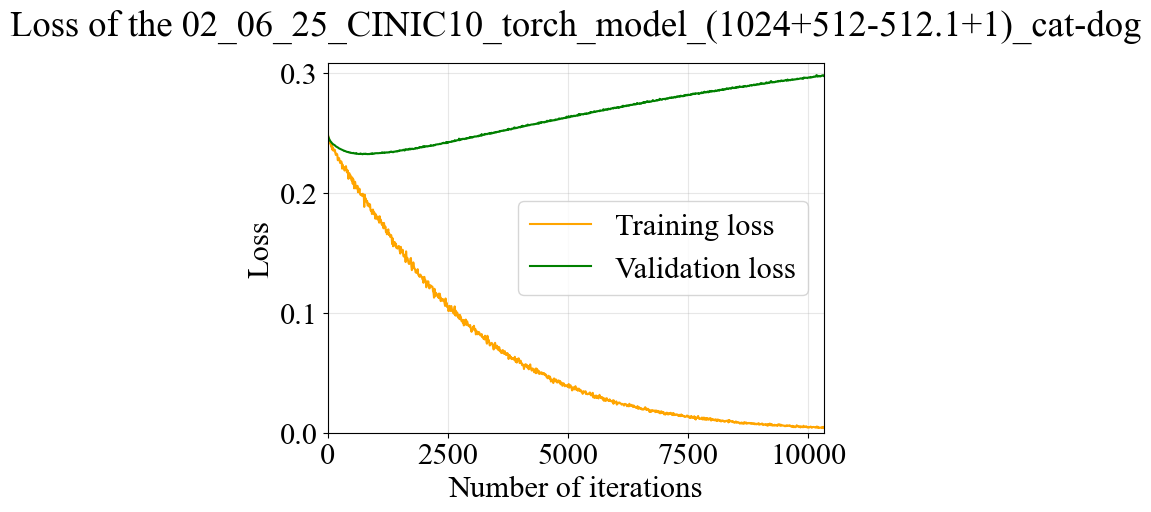 Loss of the 02_06_25_CINIC10_torch_model_(1024+512-512.1+1)_cat-dog
0.3
0.2
0.1
0.0
Loss
Training loss
Validation loss
0 2500 5000 7500 10000
Number of iterations